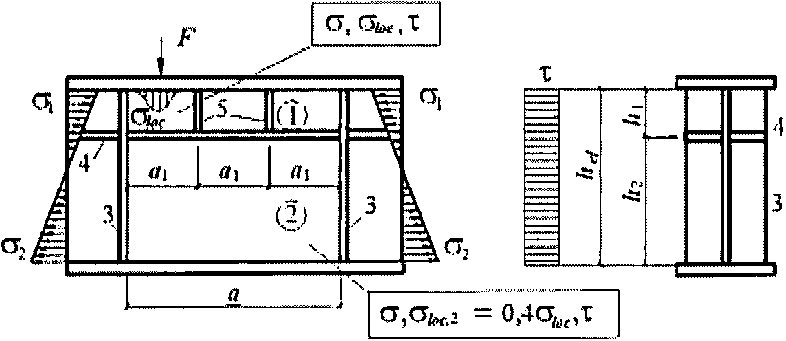 σ, σloc, τ
F
σ1
σloc
5
(1)
σ1
4
a1 a1 a1
3
(2)
3
σ2
σ2
a
σ, σloc,2 = 0,4σloc, τ
τ
hef
h1
h2
4
3